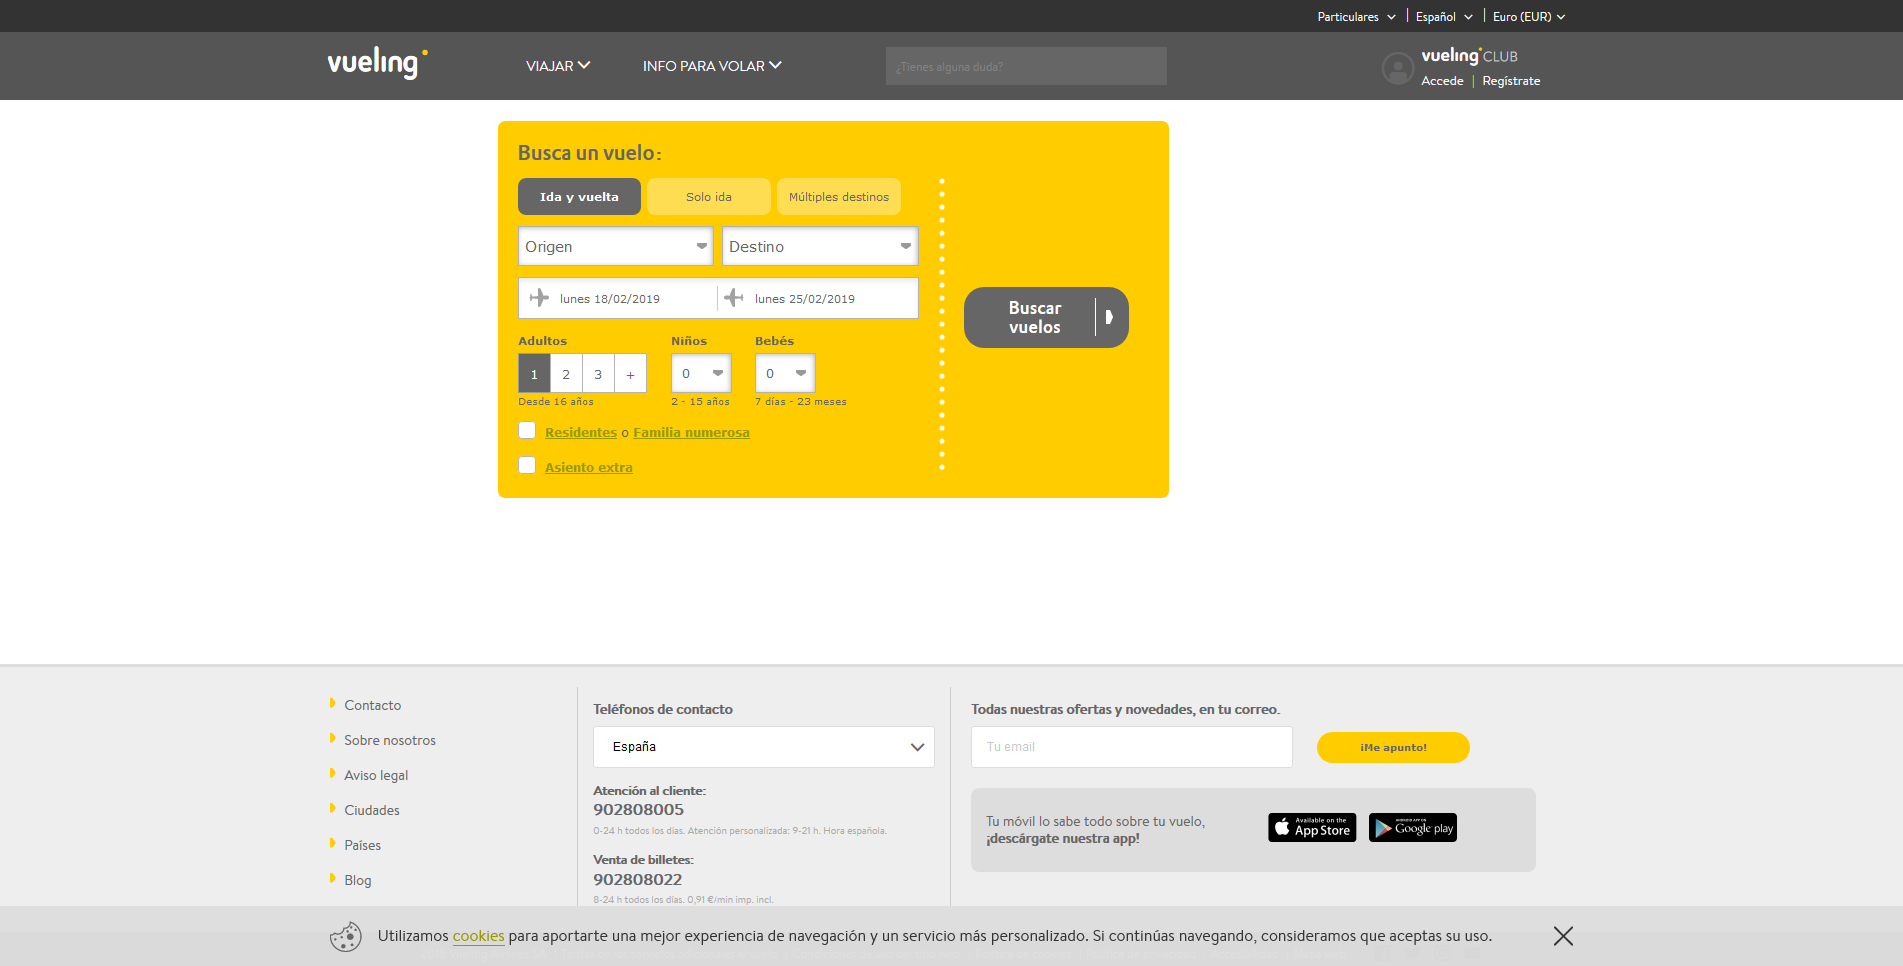 Particulares
Español
Euro (EUR)
vueling
VIAJAR
INFO PARA VOLAR
¿Tienes alguna duda?
vueling CLUB
Accede | Regístrate
Busca un vuelo:
Ida y vuelta
Solo ida
Múltiples destinos
Origen
Destino
lunes 18/02/2019
lunes 25/02/2019
Buscar
vuelos
Adultos
Niños
Bebés
1 2 3 +
0
0
Desde 16 años
2 - 15 años
7 días - 23 meses
Residentes o Familia numerosa
Asiento extra
Contacto
Sobre nosotros
Aviso legal
Ciudades
Países
Blog
Teléfonos de contacto
España
Atención al cliente:
902808005
0-24 h todos los días. Atención personalizada: 9-21 h. Hora española.
Venta de billetes:
902808022
8-24 h todos los días. 0,91 €/min imp. incl.
Todas nuestras ofertas y novedades, en tu correo.
Tu email
¡Me apunto!
Tu móvil lo sabe todo sobre tu vuelo,
¡descárgate nuestra app!
Available on the
App Store
ANDROID APP ON
Google play
Utilizamos cookies para aportarte una mejor experiencia de navegación y un servicio más personalizado. Si continúas navegando, consideramos que aceptas su uso.